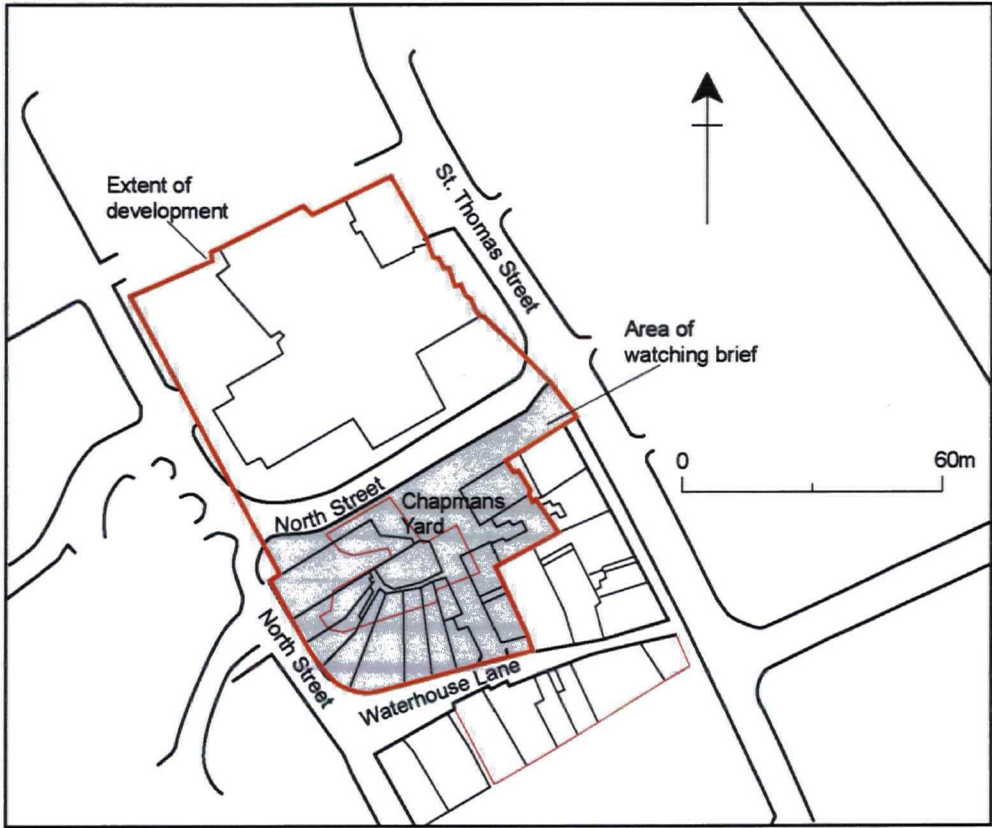 Extent of
development
St. Thomas Street
Area of
watching brief
0 60m
North Street
Chapmans
Yard
North Street
Waterhouse Lane